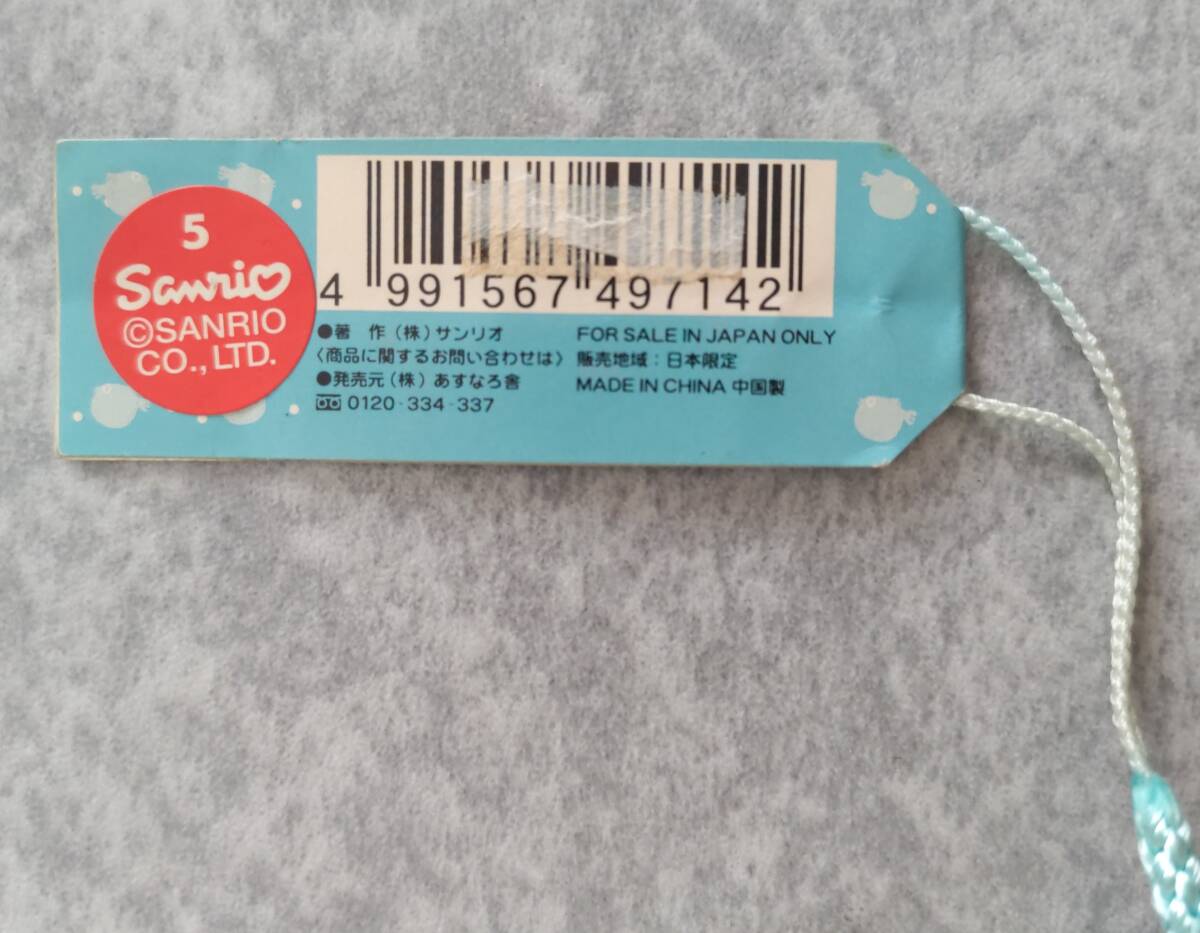 5
Sanrio
©SANRIO
CO., LTD.
4 991567 497142
●著 作 (株) サンリオ
〈商品に関するお問い合わせは〉
●発売元 (株) あすなろ舎
0120-334-337
FOR SALE IN JAPAN ONLY
販売地域:日本限定
MADE IN CHINA 中国製